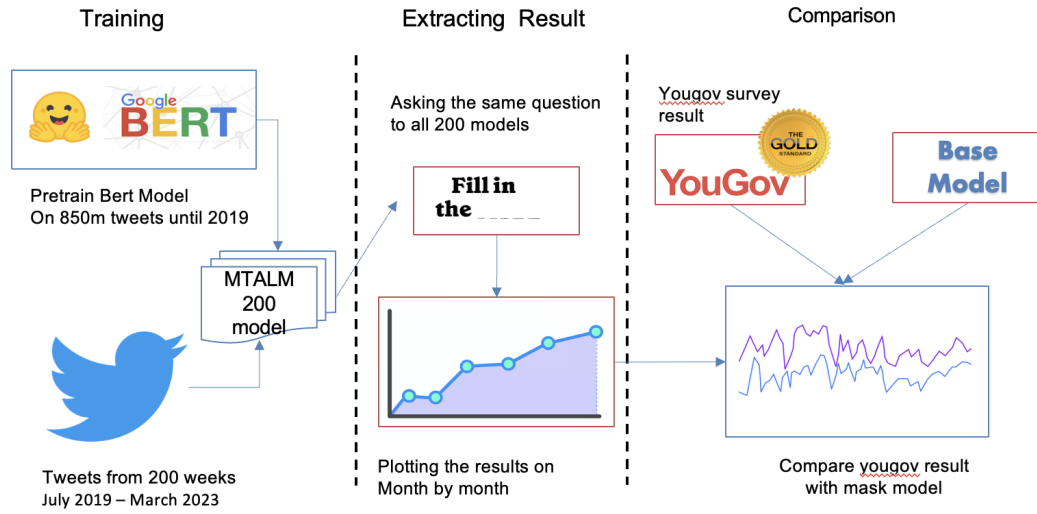 Training
Extracting Result
Comparison
Google
BERT
Pretrain Bert Model
On 850m tweets until 2019
MTALM
200
model
Tweets from 200 weeks
July 2019 – March 2023
Asking the same question
to all 200 models
Fill in
the _ _ _ _ _
Plotting the results on
Month by month
Yougov survey
result
THE
GOLD
STANDARD
YouGov
Base
Model
Compare yougov result
with mask model